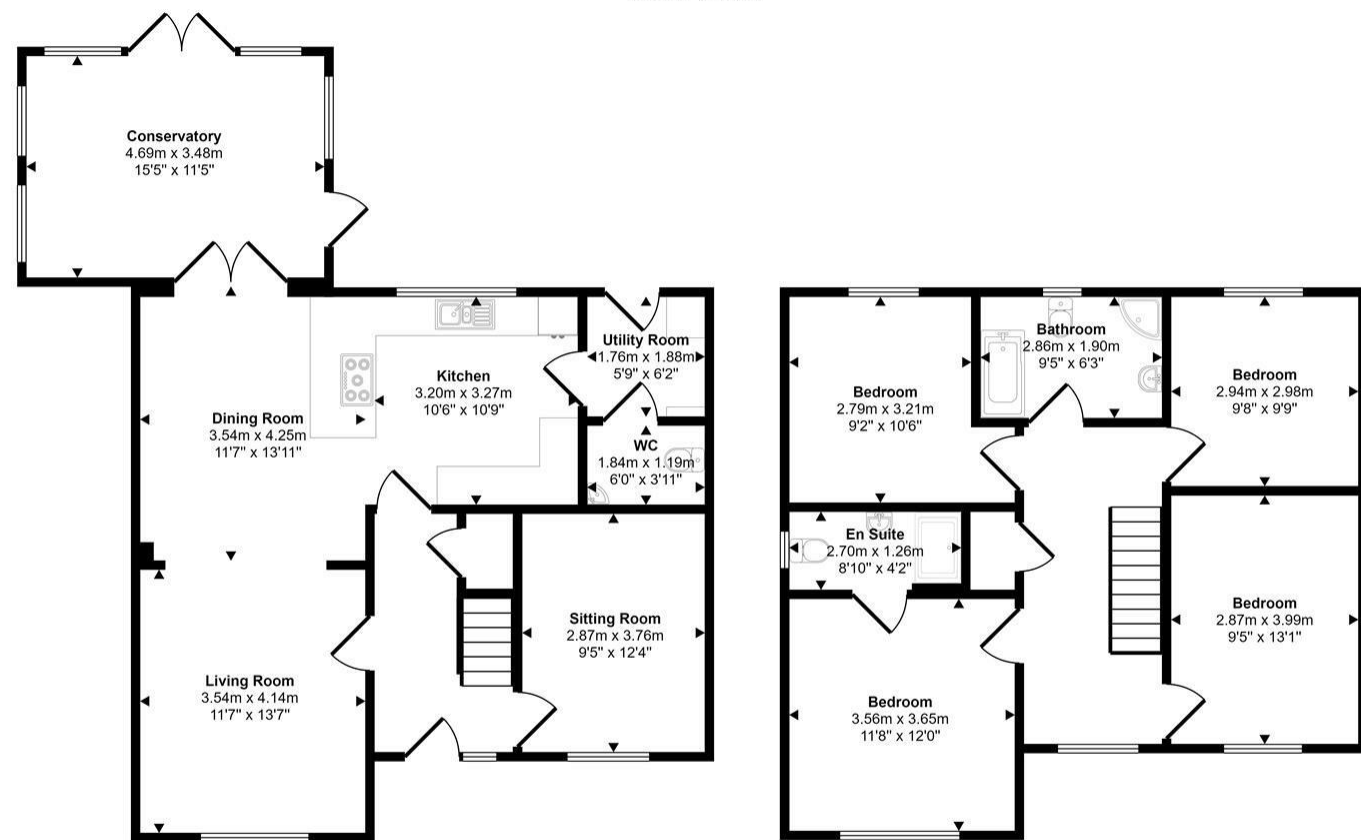 Conservatory
4.69m x 3.48m
15'5" x 11'5"
Utility Room
1.76m x 1.88m
5'9" x 6'2"
Kitchen
3.20m x 3.27m
10'6" x 10'9"
Dining Room
3.54m x 4.25m
11'7" x 13'11"
WC
1.84m x 1.19m
6'0" x 3'11"
Sitting Room
2.87m x 3.76m
9'5" x 12'4"
Living Room
3.54m x 4.14m
11'7" x 13'7"
Bathroom
2.86m x 1.90m
9'5" x 6'3"
Bedroom
2.79m x 3.21m
9'2" x 10'6"
Bedroom
2.94m x 2.98m
9'8" x 9'9"
En Suite
2.70m x 1.26m
8'10" x 4'2"
Bedroom
2.87m x 3.99m
9'5" x 13'1"
Bedroom
3.56m x 3.65m
11'8" x 12'0"